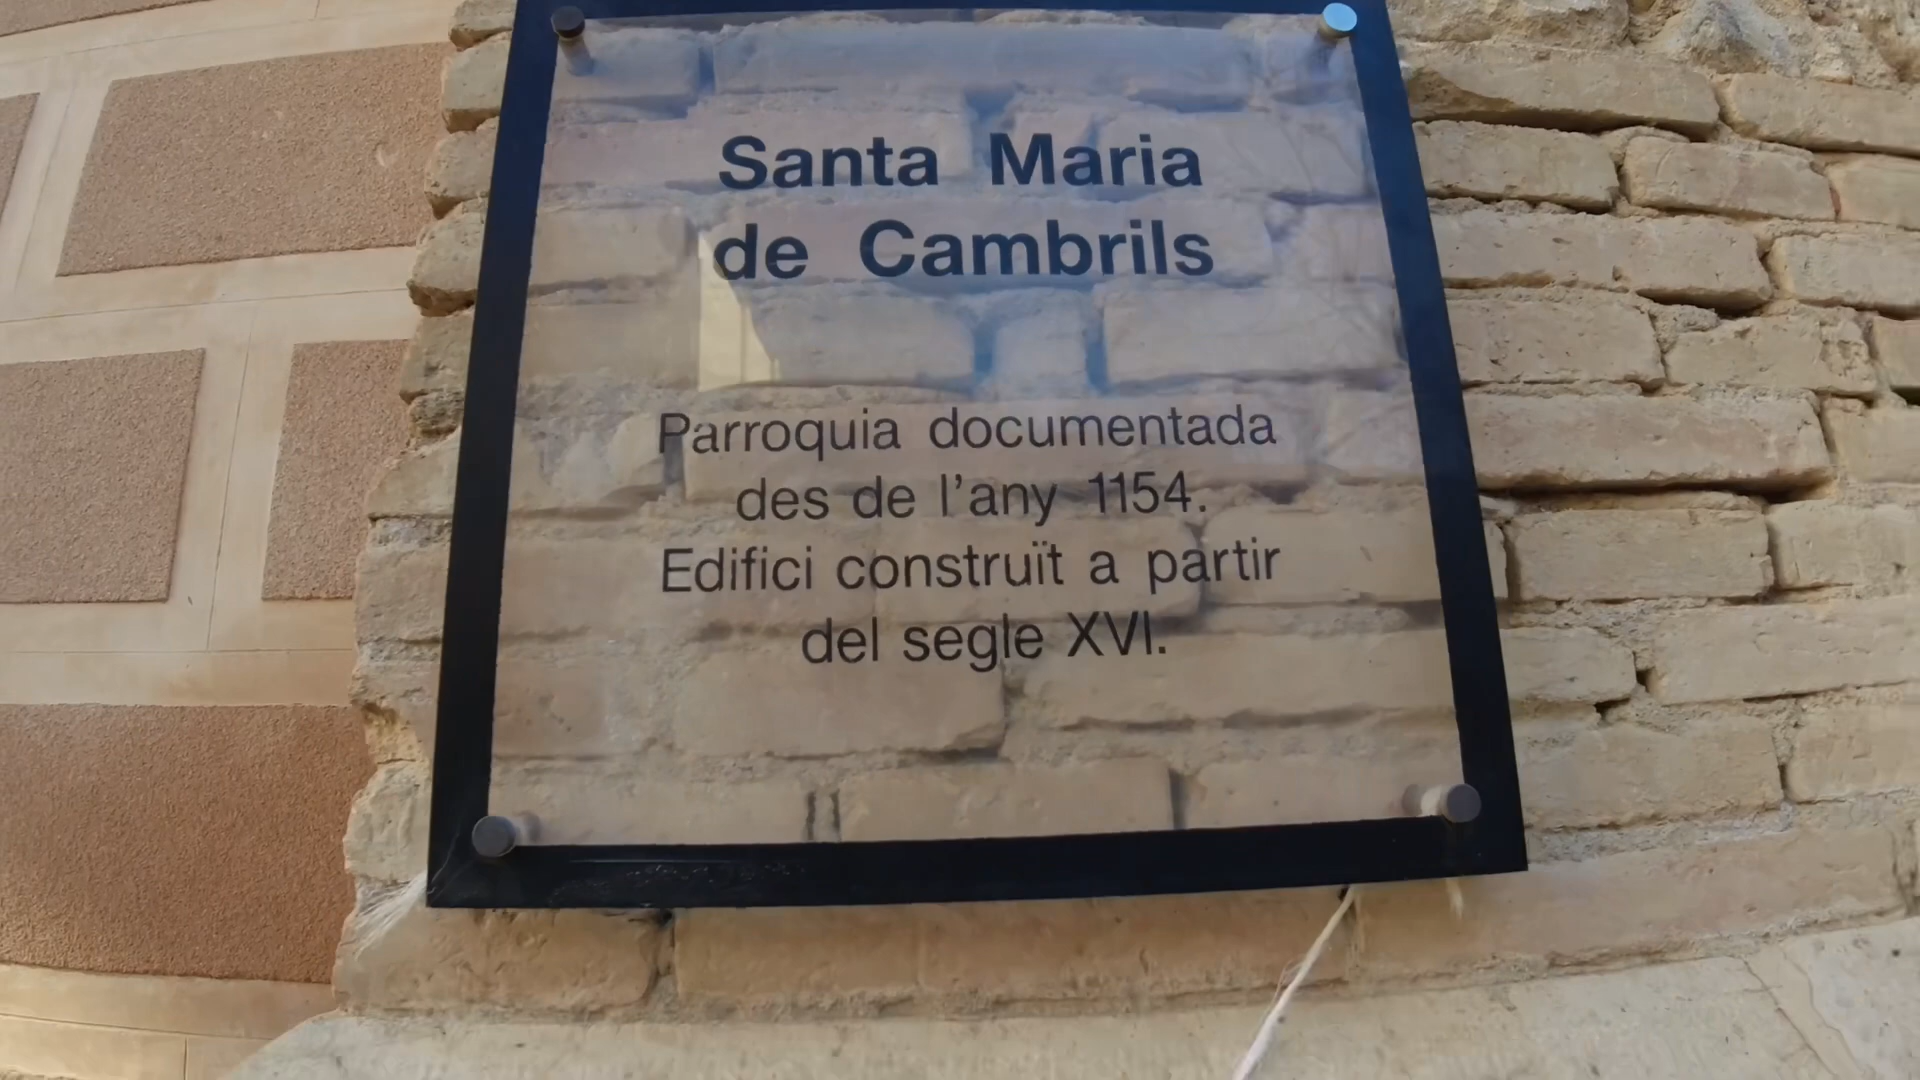 Santa Maria
de Cambrils
Parroquia documentada
des de l'any 1154.
Edifici construït a partir
del segle XVI.